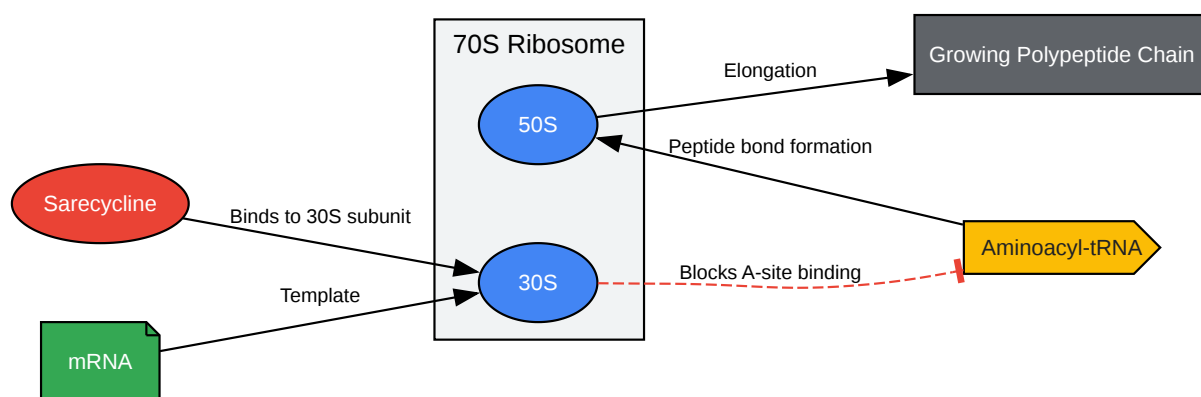 70S Ribosome
Growing Polypeptide Chain
Elongation
50S
Peptide bond formation
Sarecycline
Binds to 30S subunit
Aminoacyl-tRNA
Blocks A-site binding
30S
Template
mRNA